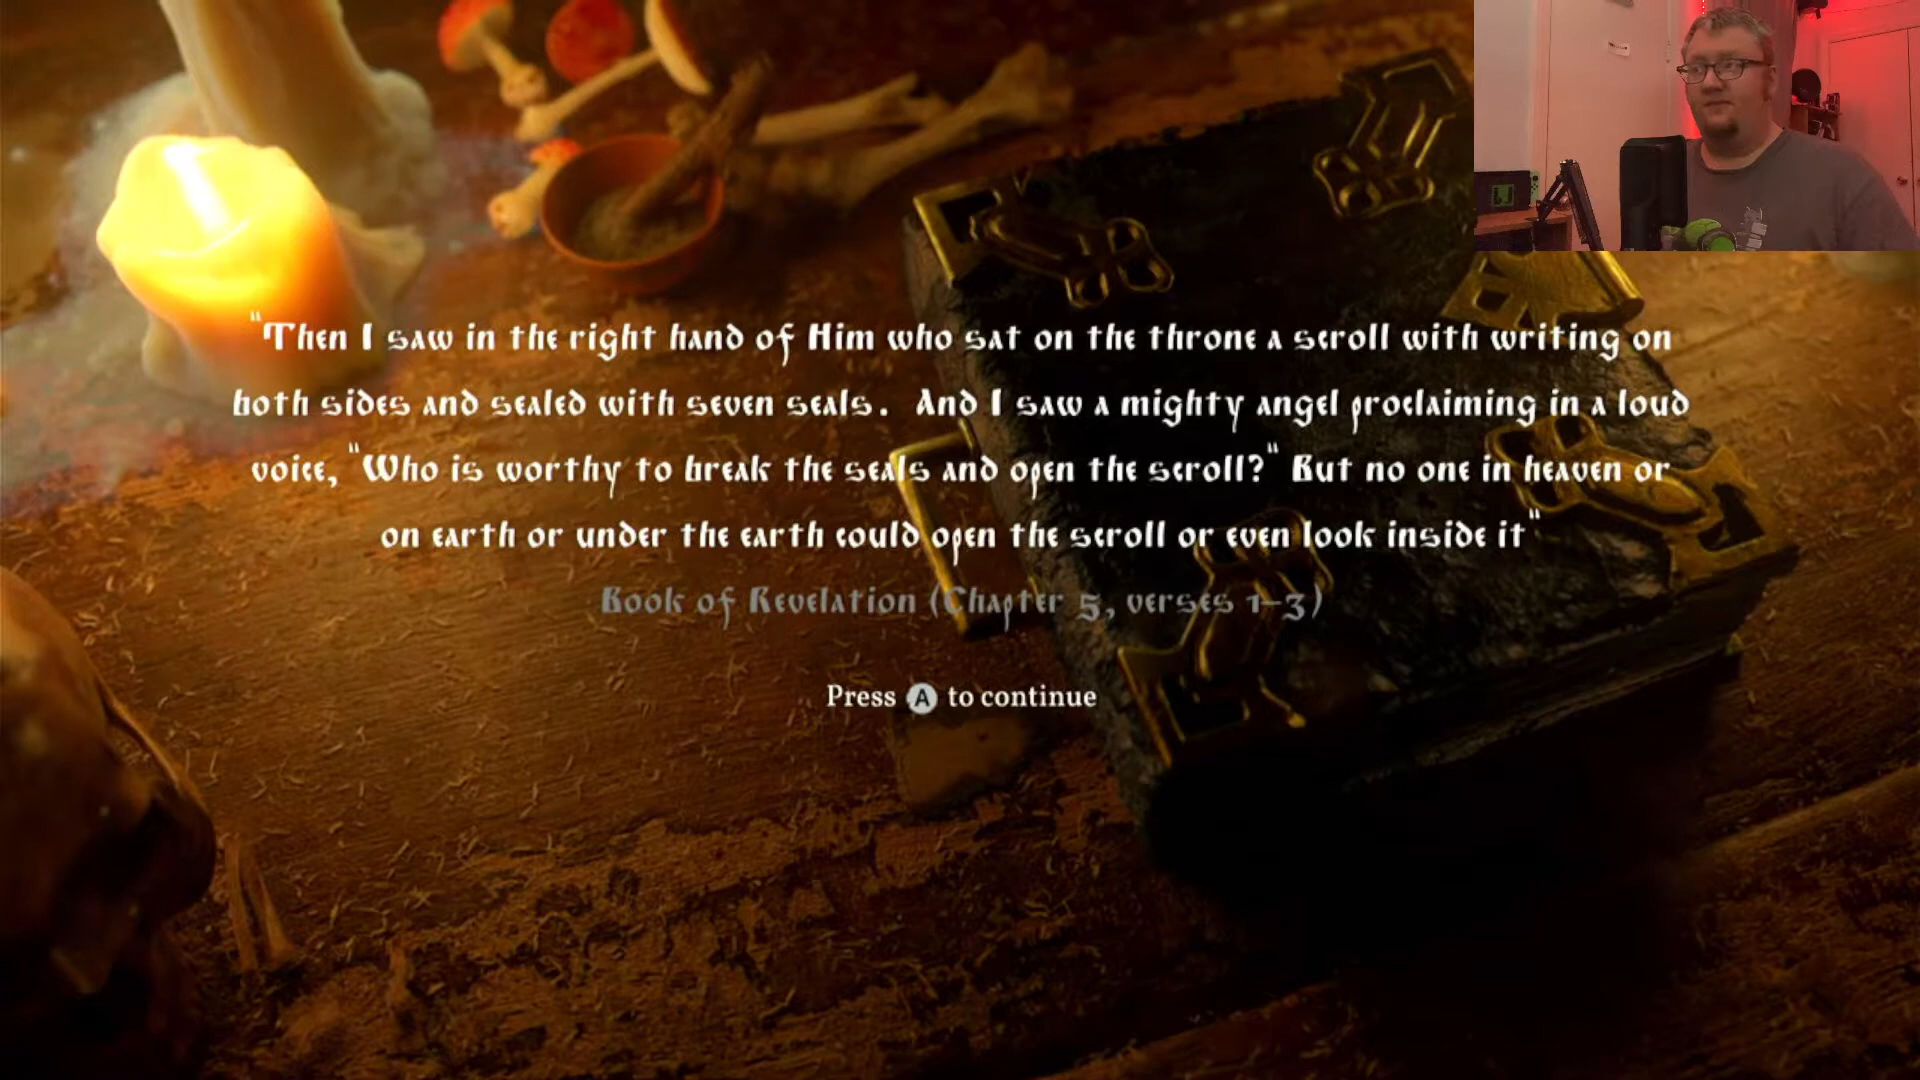 "Then I saw in the right hand of Him who sat on the throne a scroll with writing on
both sides and sealed with seven seals. And I saw a mighty angel proclaiming in a loud
voice, "Who is worthy to break the seals and open the scroll?" But no one in heaven or
on earth or under the earth could open the scroll or even look inside it"
Book of Revelation (Chapter 5, verses 1-3)
Press A to continue